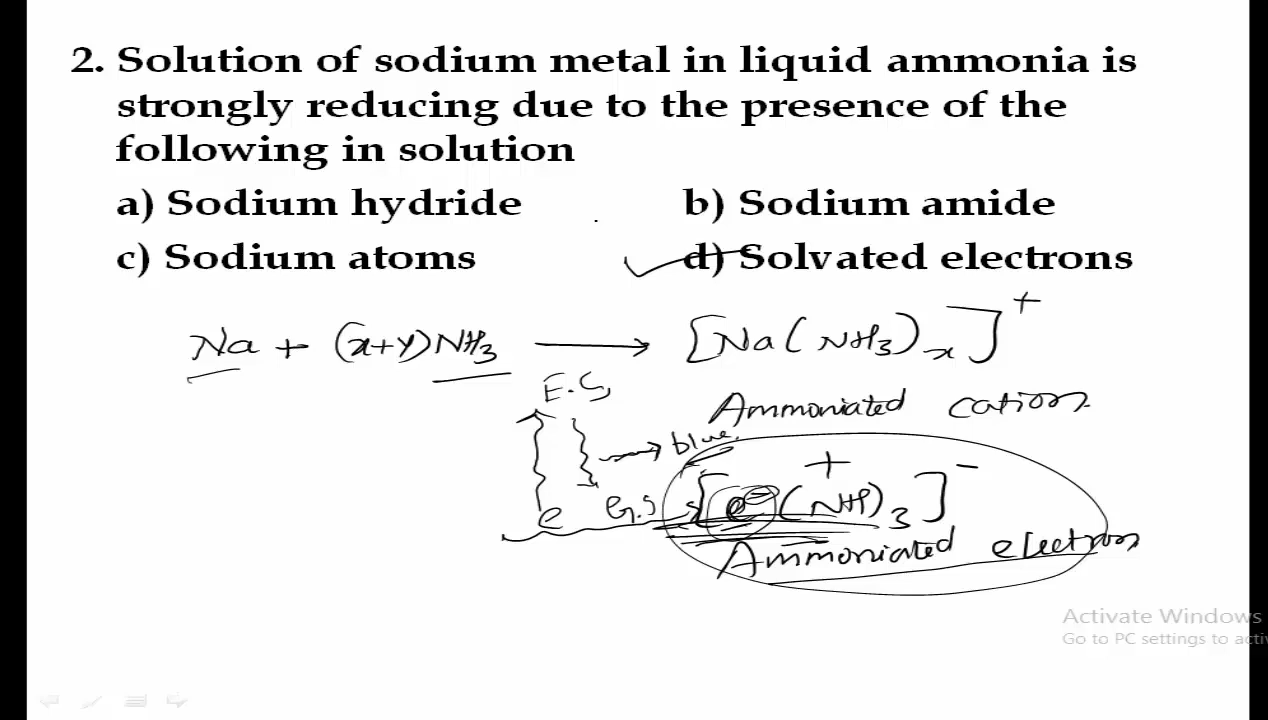 2. Solution of sodium metal in liquid ammonia is
strongly reducing due to the presence of the
following in solution
a) Sodium hydride b) Sodium amide
c) Sodium atoms d) Solvated electrons
Na + (x+y)NH3 → [Na(NH3)x]+
E.S
Ammoniated cation
→ blue
+
e G.S [e-(NH)3]-
Ammoniated electron
Activate Windows
Go to PC settings to acti